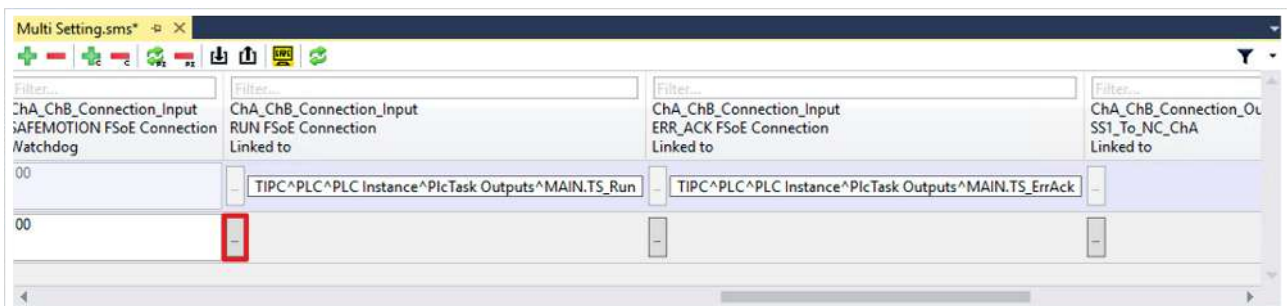 Multi Setting.sms*
Filter...
ChA_ChB_Connection_Input
SAFEMOTION FSoE Connection
Watchdog
Filter...
ChA_ChB_Connection_Input
RUN FSoE Connection
Linked to
Filter...
ChA_ChB_Connection_Input
ERR_ACK FSoE Connection
Linked to
Filter...
ChA_ChB_Connection_Ou
SS1_To_NC_ChA
Linked to
00
... TIPC^PLC^PLC Instance^PlcTask Outputs^MAIN.TS_Run
... TIPC^PLC^PLC Instance^PlcTask Outputs^MAIN.TS_ErrAck
...
00
...
...
...